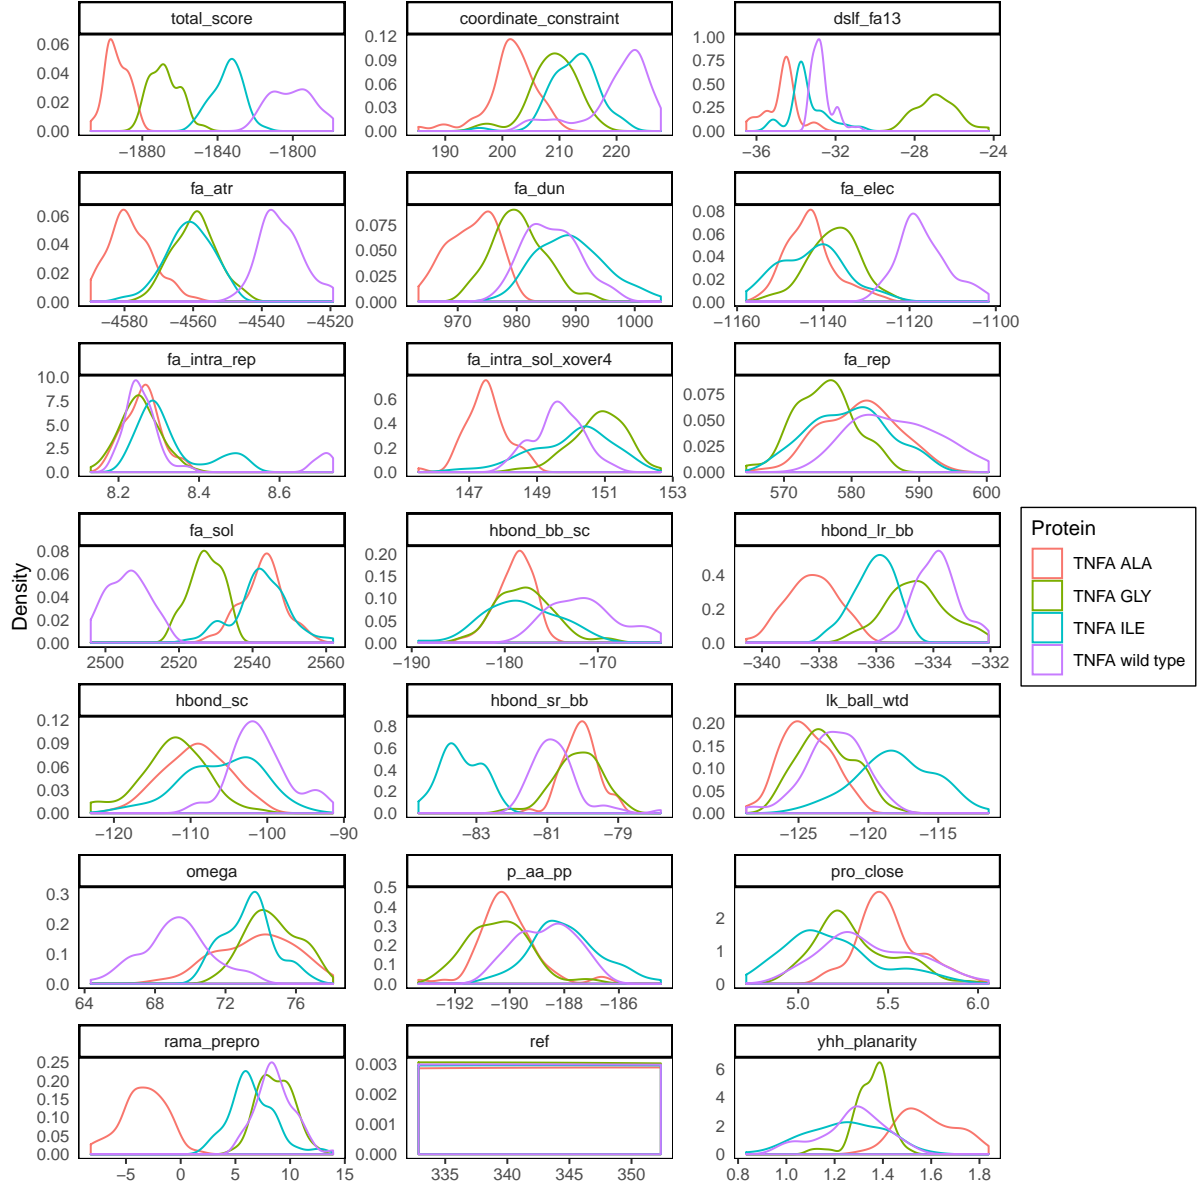 total_score coordinate_constraint dslf_fa13
0.06 0.04 0.02 0.00
−1880 −1840 −1800
0.12 0.09 0.06 0.03 0.00
190 200 210 220
1.00 0.75 0.50 0.25 0.00
−36 −32 −28 −24
fa_atr fa_dun fa_elec
0.06 0.04 0.02 0.00
−4580 −4560 −4540 −4520
0.075 0.050 0.025 0.000
970 980 990 1000
0.08 0.06 0.04 0.02 0.00
−1160 −1140 −1120 −1100
fa_intra_rep fa_intra_sol_xover4 fa_rep
10.0 7.5 5.0 2.5 0.0
8.2 8.4 8.6
0.6 0.4 0.2 0.0
147 149 151 153
0.075 0.050 0.025 0.000
570 580 590 600
fa_sol hbond_bb_sc hbond_lr_bb
0.08 0.06 0.04 0.02 0.00
2500 2520 2540 2560
0.20 0.15 0.10 0.05 0.00
−190 −180 −170
0.4 0.2 0.0
−340 −338 −336 −334 −332
hbond_sc hbond_sr_bb lk_ball_wtd
0.12 0.09 0.06 0.03 0.00
−120 −110 −100 −90
0.8 0.6 0.4 0.2 0.0
−83 −81 −79
0.20 0.15 0.10 0.05 0.00
−125 −120 −115
omega p_aa_pp pro_close
0.3 0.2 0.1 0.0
64 68 72 76
0.5 0.4 0.3 0.2 0.1 0.0
−192 −190 −188 −186
2 1 0
5.0 5.5 6.0
rama_prepro ref yhh_planarity
0.25 0.20 0.15 0.10 0.05 0.00
−5 0 5 10 15
0.003 0.002 0.001 0.000
335 340 345 350
6 4 2 0
0.8 1.0 1.2 1.4 1.6 1.8
Density
Protein
TNFA ALA
TNFA GLY
TNFA ILE
TNFA wild type